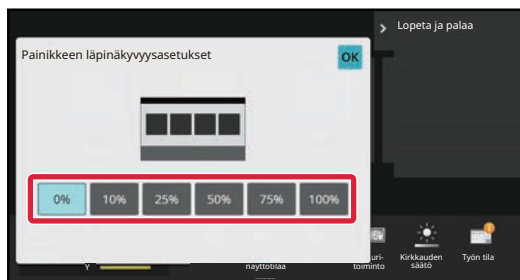 Lopeta ja palaa
Painikkeen läpinäkyvyysasetukset
OK
0% 10% 25% 50% 75% 100%
Y
näyttötilaa
toiminto
Kirkkauden
säätö
Työn tila